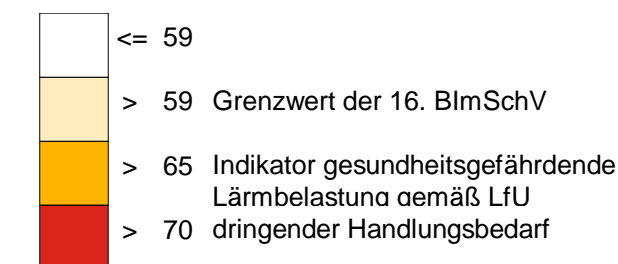 <= 59
> 59 Grenzwert der 16. BImSchV
> 65 Indikator gesundheitsgefährdende
Lärmbelastung gemäß LfU
> 70 dringender Handlungsbedarf